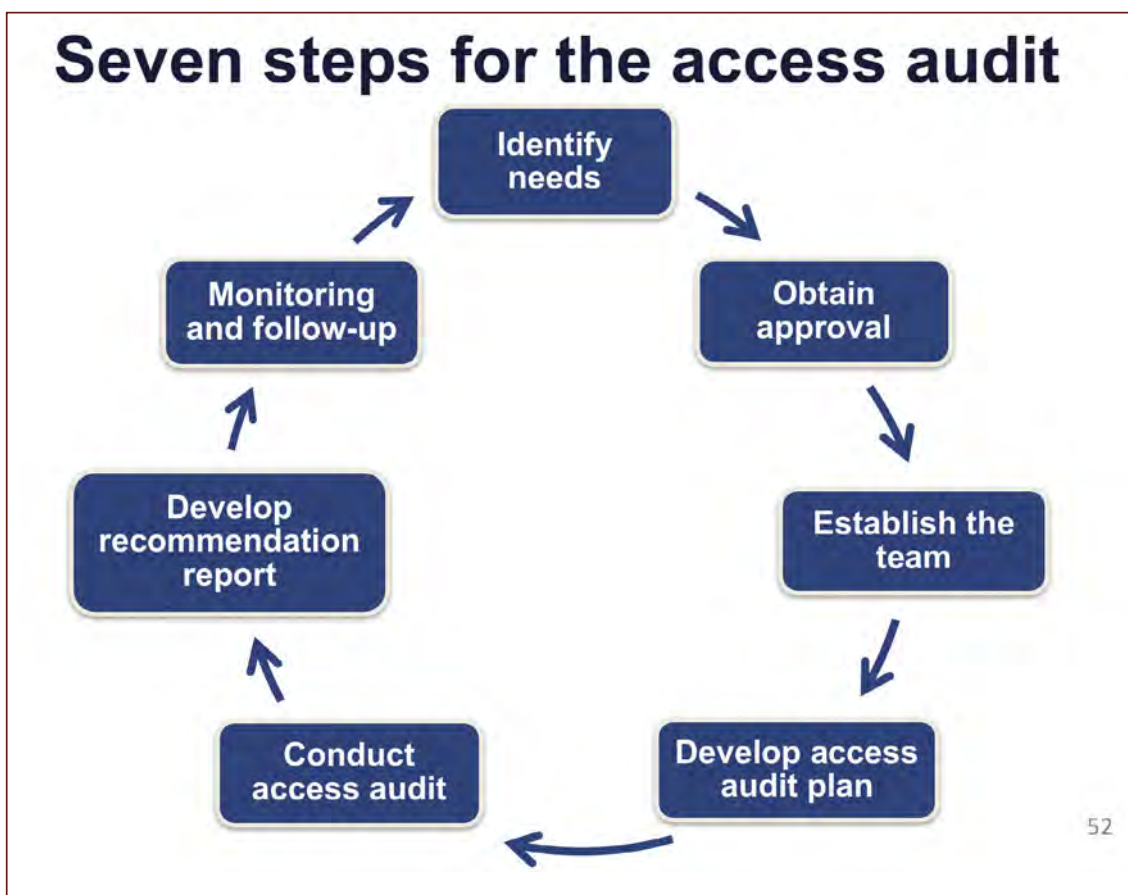 Seven steps for the access audit
Identify
needs
Obtain
approval
Establish the
team
Develop access
audit plan
Conduct
access audit
Develop
recommendation
report
Monitoring
and follow-up
52